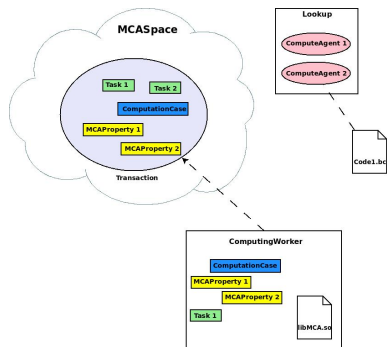 MCASpace
Task 1
Task 2
ComputationCase
MCAProperty 1
MCAProperty 2
Transaction
Lookup
ComputeAgent 1
ComputeAgent 2
Code1.bc
ComputingWorker
ComputationCase
MCAProperty 1
MCAProperty 2
Task 1
libMCA.so